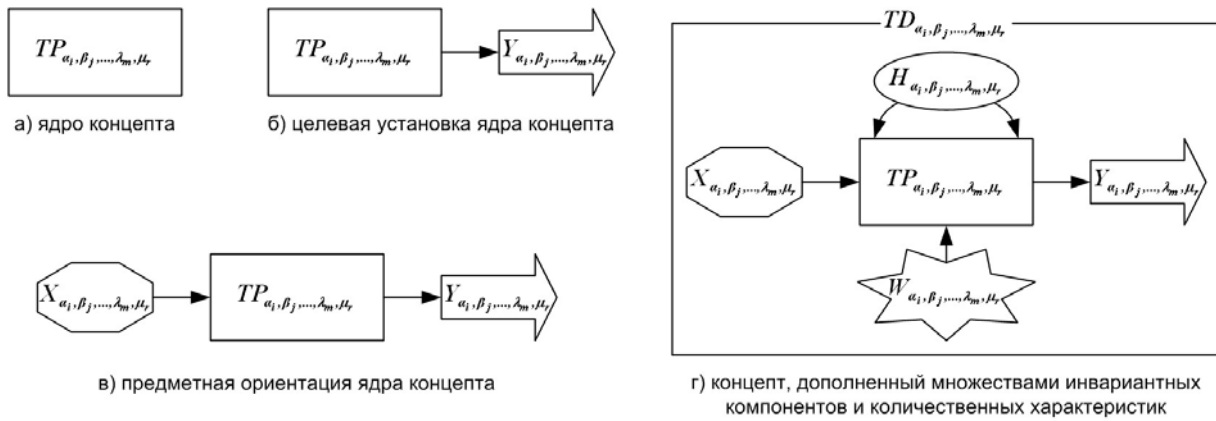 TP_{α_i,β_j,...,λ_m,μ_r}
а) ядро концепта
TP_{α_i,β_j,...,λ_m,μ_r} Y_{α_i,β_j,...,λ_m,μ_r}
б) целевая установка ядра концепта
X_{α_i,β_j,...,λ_m,μ_r} TP_{α_i,β_j,...,λ_m,μ_r} Y_{α_i,β_j,...,λ_m,μ_r}
в) предметная ориентация ядра концепта
TD_{α_i,β_j,...,λ_m,μ_r}
H_{α_i,β_j,...,λ_m,μ_r}
X_{α_i,β_j,...,λ_m,μ_r} TP_{α_i,β_j,...,λ_m,μ_r} Y_{α_i,β_j,...,λ_m,μ_r}
W_{α_i,β_j,...,λ_m,μ_r}
г) концепт, дополненный множествами инвариантных
компонентов и количественных характеристик